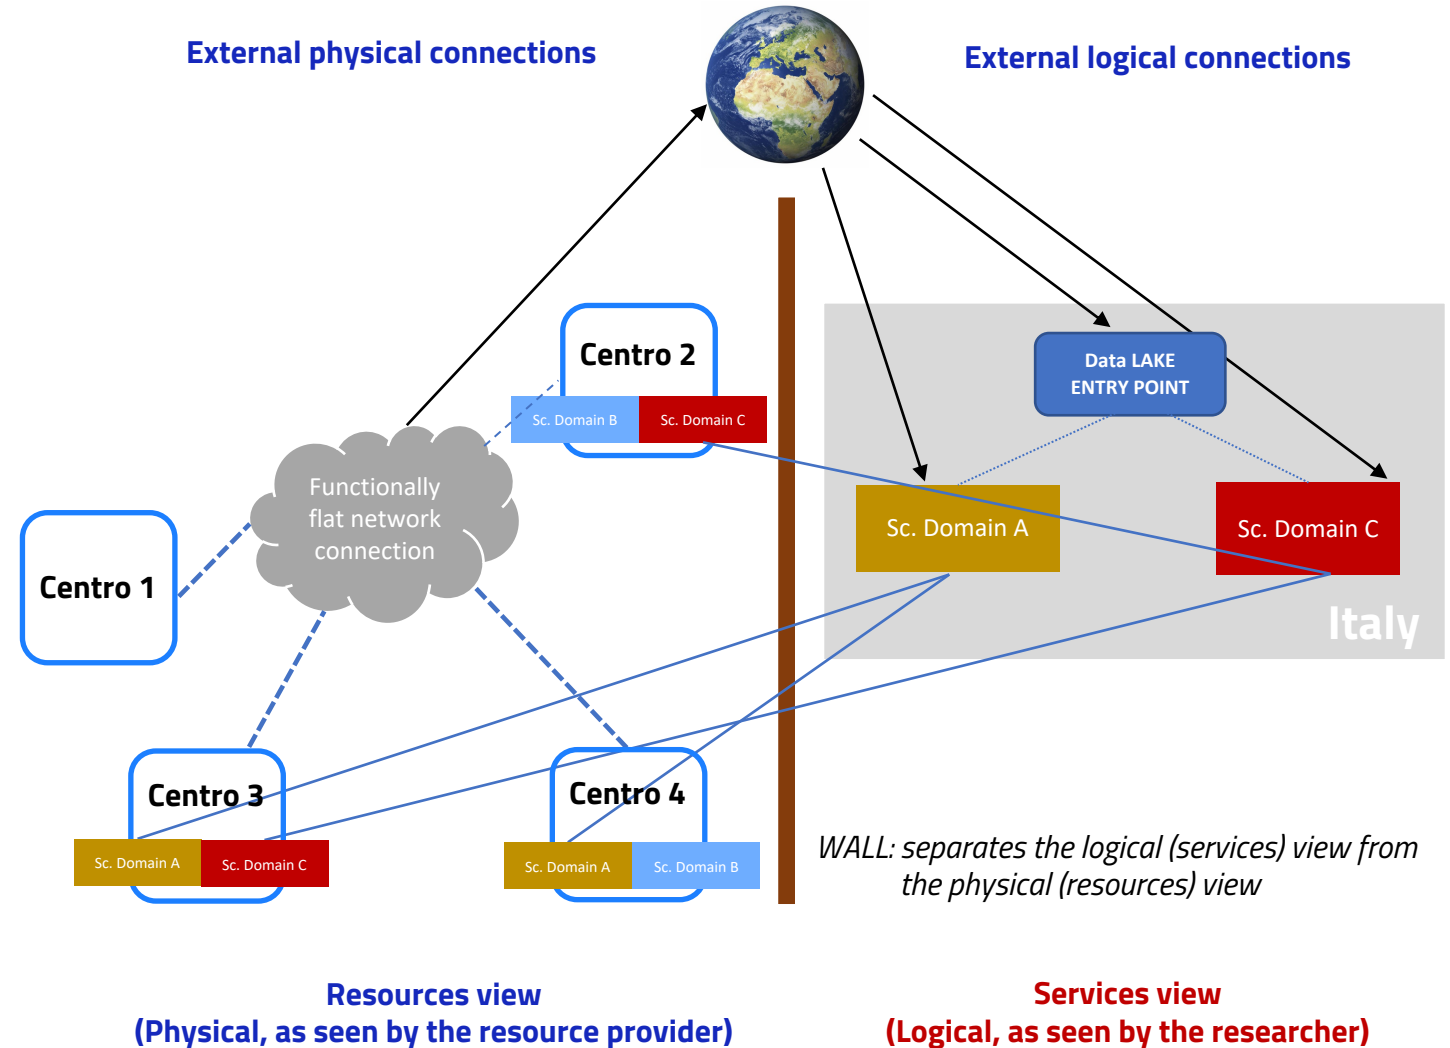 External physical connections
External logical connections
Centro 2
Sc. Domain B
Sc. Domain C
Data LAKE
ENTRY POINT
Functionally
flat network
connection
Sc. Domain A
Sc. Domain C
Italy
Centro 1
Centro 3
Sc. Domain A
Sc. Domain C
Centro 4
Sc. Domain A
Sc. Domain B
WALL: separates the logical (services) view from
the physical (resources) view
Resources view
(Physical, as seen by the resource provider)
Services view
(Logical, as seen by the researcher)